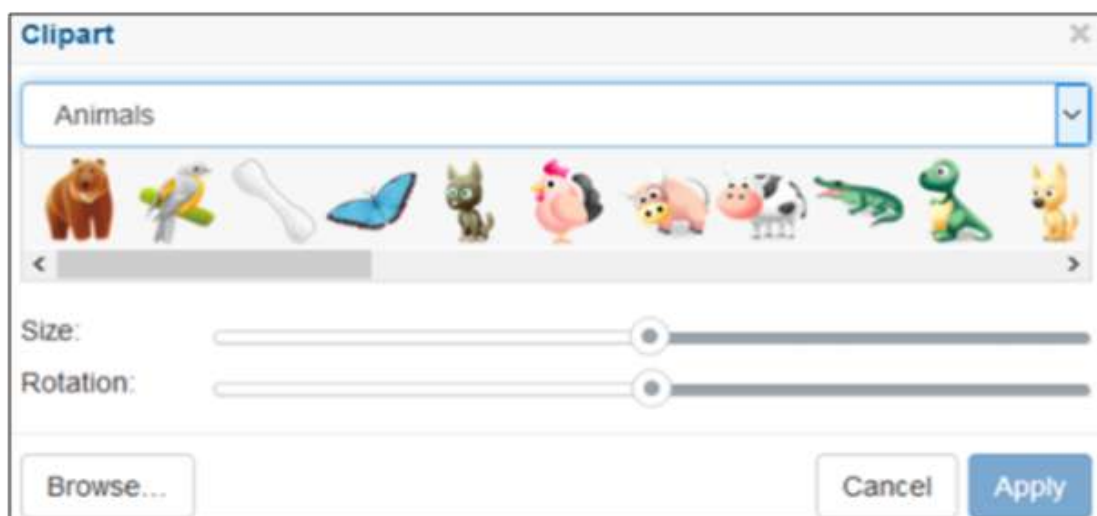 Clipart
Animals
Size:
Rotation:
Browse...
Cancel
Apply